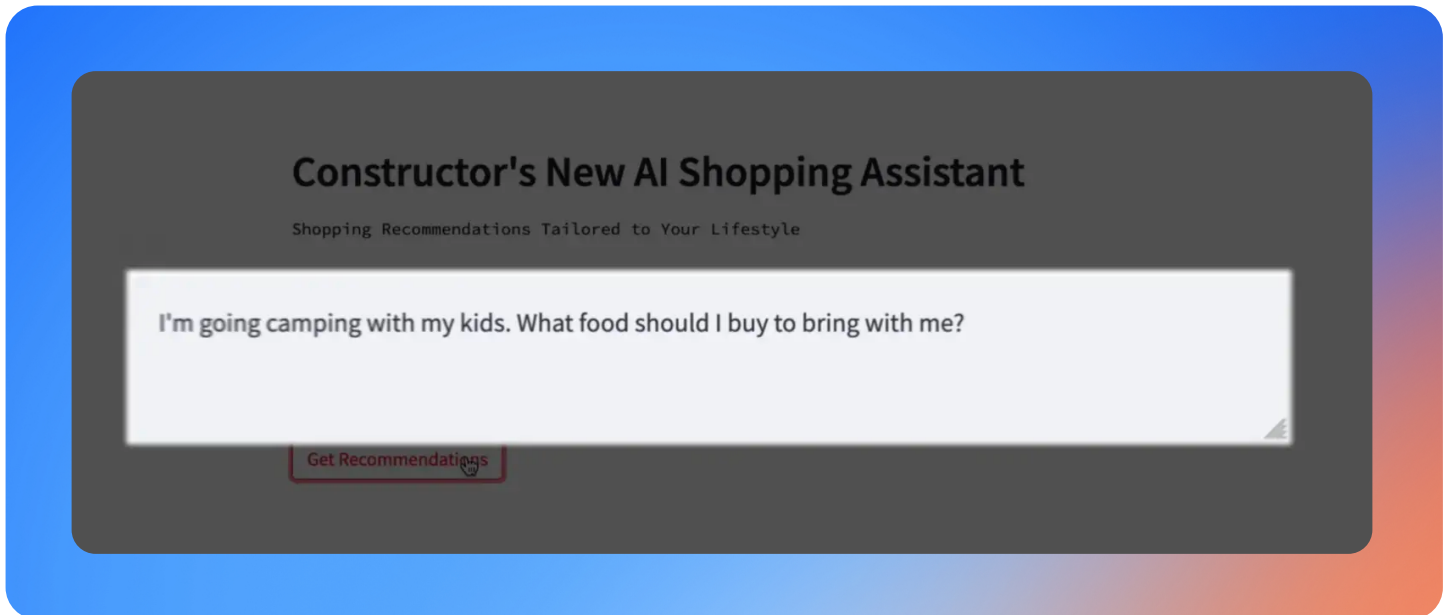 Constructor's New AI Shopping Assistant
Shopping Recommendations Tailored to Your Lifestyle
I'm going camping with my kids. What food should I buy to bring with me?
Get Recommendations